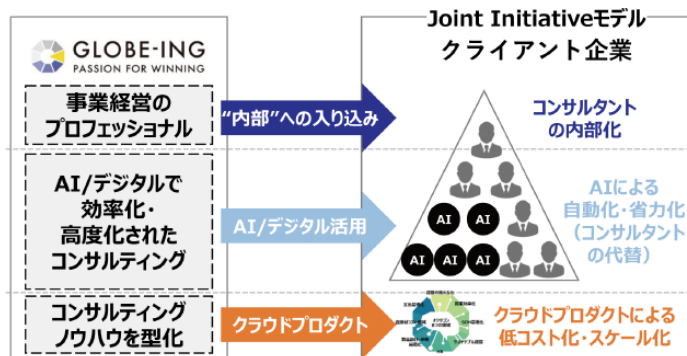 Joint Initiativeモデル
クライアント企業
GLOBE-ING
PASSION FOR WINNING
事業経営の
プロフェッショナル
“内部”への入り込み
コンサルタント
の内部化
AI/デジタルで
効率化・
高度化された
コンサルティング
AI/デジタル活用
AI AI
AI AI AI
AIによる
自動化・省力化
（コンサルタント
の代替）
コンサルティング
ノウハウを型化
クラウドプロダクト
クラウドプロダクトによる
低コスト化・スケール化